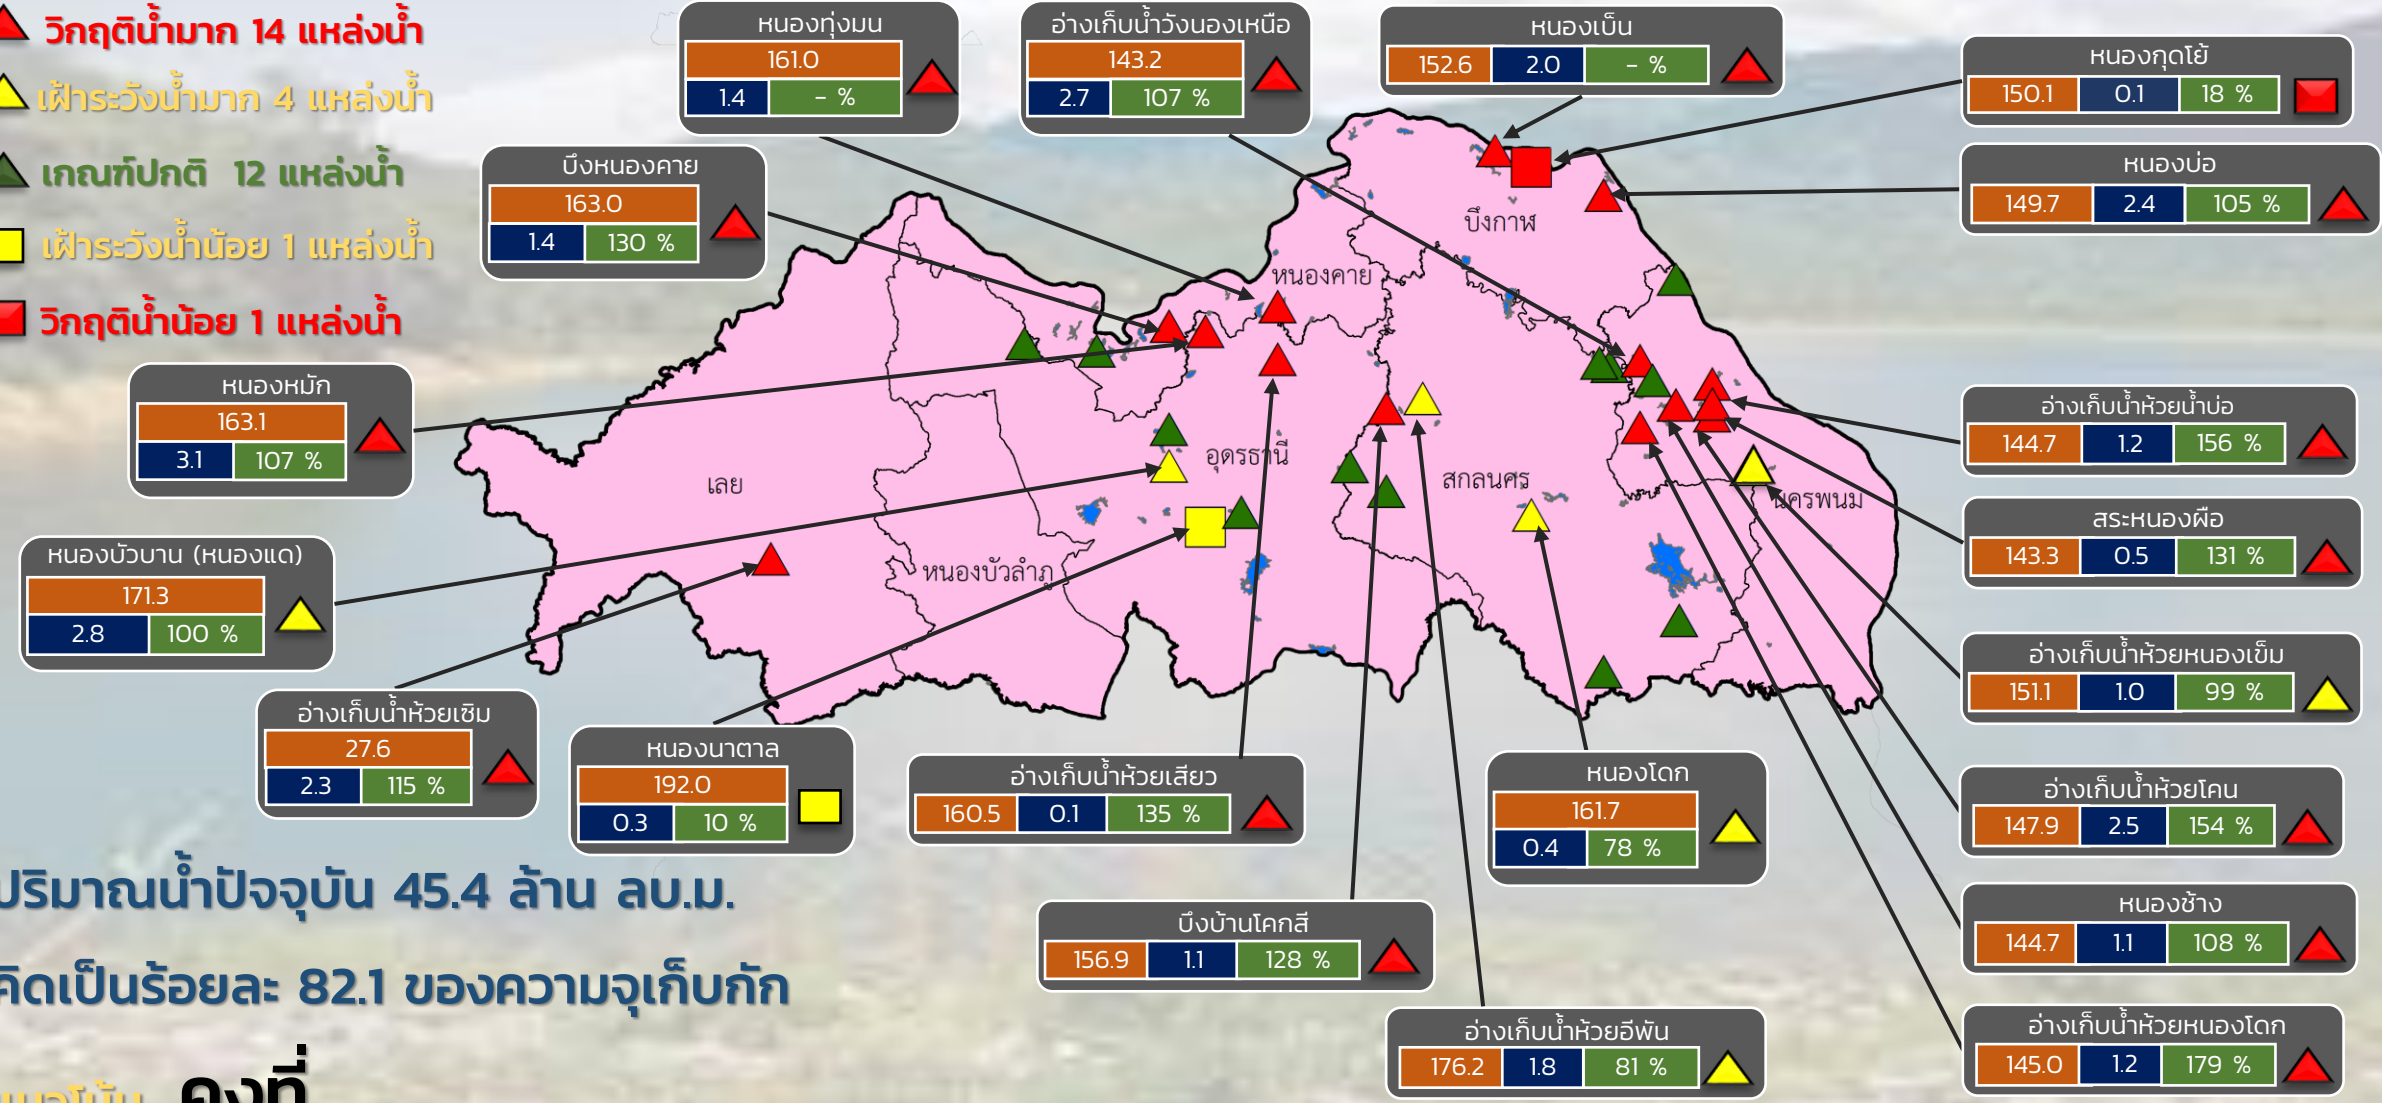 วิกฤติน้ำมาก 14 แหล่งน้ำ
เฝ้าระวังน้ำมาก 4 แหล่งน้ำ
เกณฑ์ปกติ 12 แหล่งน้ำ
เฝ้าระวังน้ำน้อย 1 แหล่งน้ำ
วิกฤติน้ำน้อย 1 แหล่งน้ำ
หนองทุ่งมน
161.0
1.4 - %
อ่างเก็บน้ำวังนองเหนือ
143.2
2.7 107 %
หนองเบ็น
152.6 2.0 - %
หนองกุดโย้
150.1 0.1 18 %
บึงหนองคาย
163.0
1.4 130 %
หนองบ่อ
149.7 2.4 105 %
บึงกาฬ
หนองคาย
หนองหมัก
163.1
3.1 107 %
อ่างเก็บน้ำห้วยน้ำบ่อ
144.7 1.2 156 %
เลย
อุดรธานี
สกลนคร
นครพนม
หนองบัวลำภู
สระหนองผือ
143.3 0.5 131 %
หนองบัวบาน (หนองแด)
171.3
2.8 100 %
อ่างเก็บน้ำห้วยหนองเข็ม
151.1 1.0 99 %
อ่างเก็บน้ำห้วยเซิม
27.6
2.3 115 %
หนองนาตาล
192.0
0.3 10 %
อ่างเก็บน้ำห้วยเสียว
160.5 0.1 135 %
หนองโดก
161.7
0.4 78 %
อ่างเก็บน้ำห้วยโคน
147.9 2.5 154 %
บึงบ้านโคกสี
156.9 1.1 128 %
หนองช้าง
144.7 1.1 108 %
อ่างเก็บน้ำห้วยอีพัน
176.2 1.8 81 %
อ่างเก็บน้ำห้วยหนองโดก
145.0 1.2 179 %
ปริมาณน้ำปัจจุบัน 45.4 ล้าน ลบ.ม.
คิดเป็นร้อยละ 82.1 ของความจุเก็บกัก
แนวโน้ม คงที่